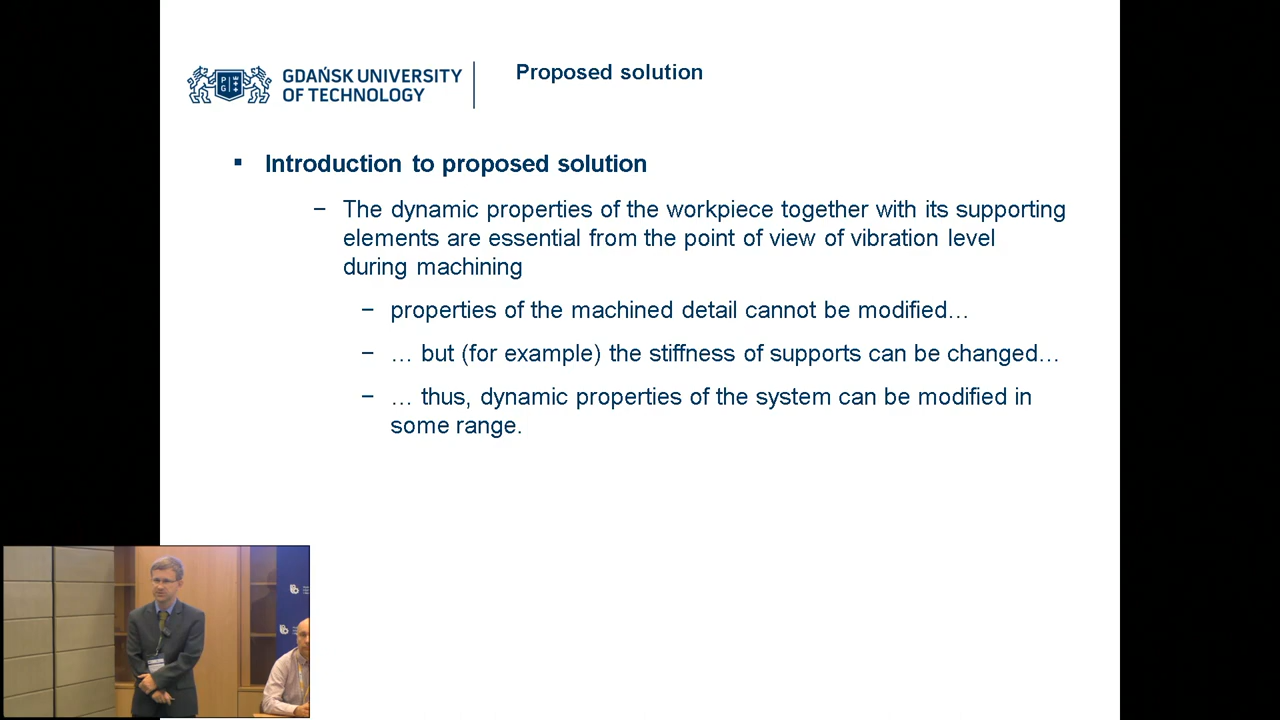 GDAŃSK UNIVERSITY
OF TECHNOLOGY
Proposed solution
▪ Introduction to proposed solution
− The dynamic properties of the workpiece together with its supporting
elements are essential from the point of view of vibration level
during machining
− properties of the machined detail cannot be modified…
− … but (for example) the stiffness of supports can be changed…
− … thus, dynamic properties of the system can be modified in
some range.